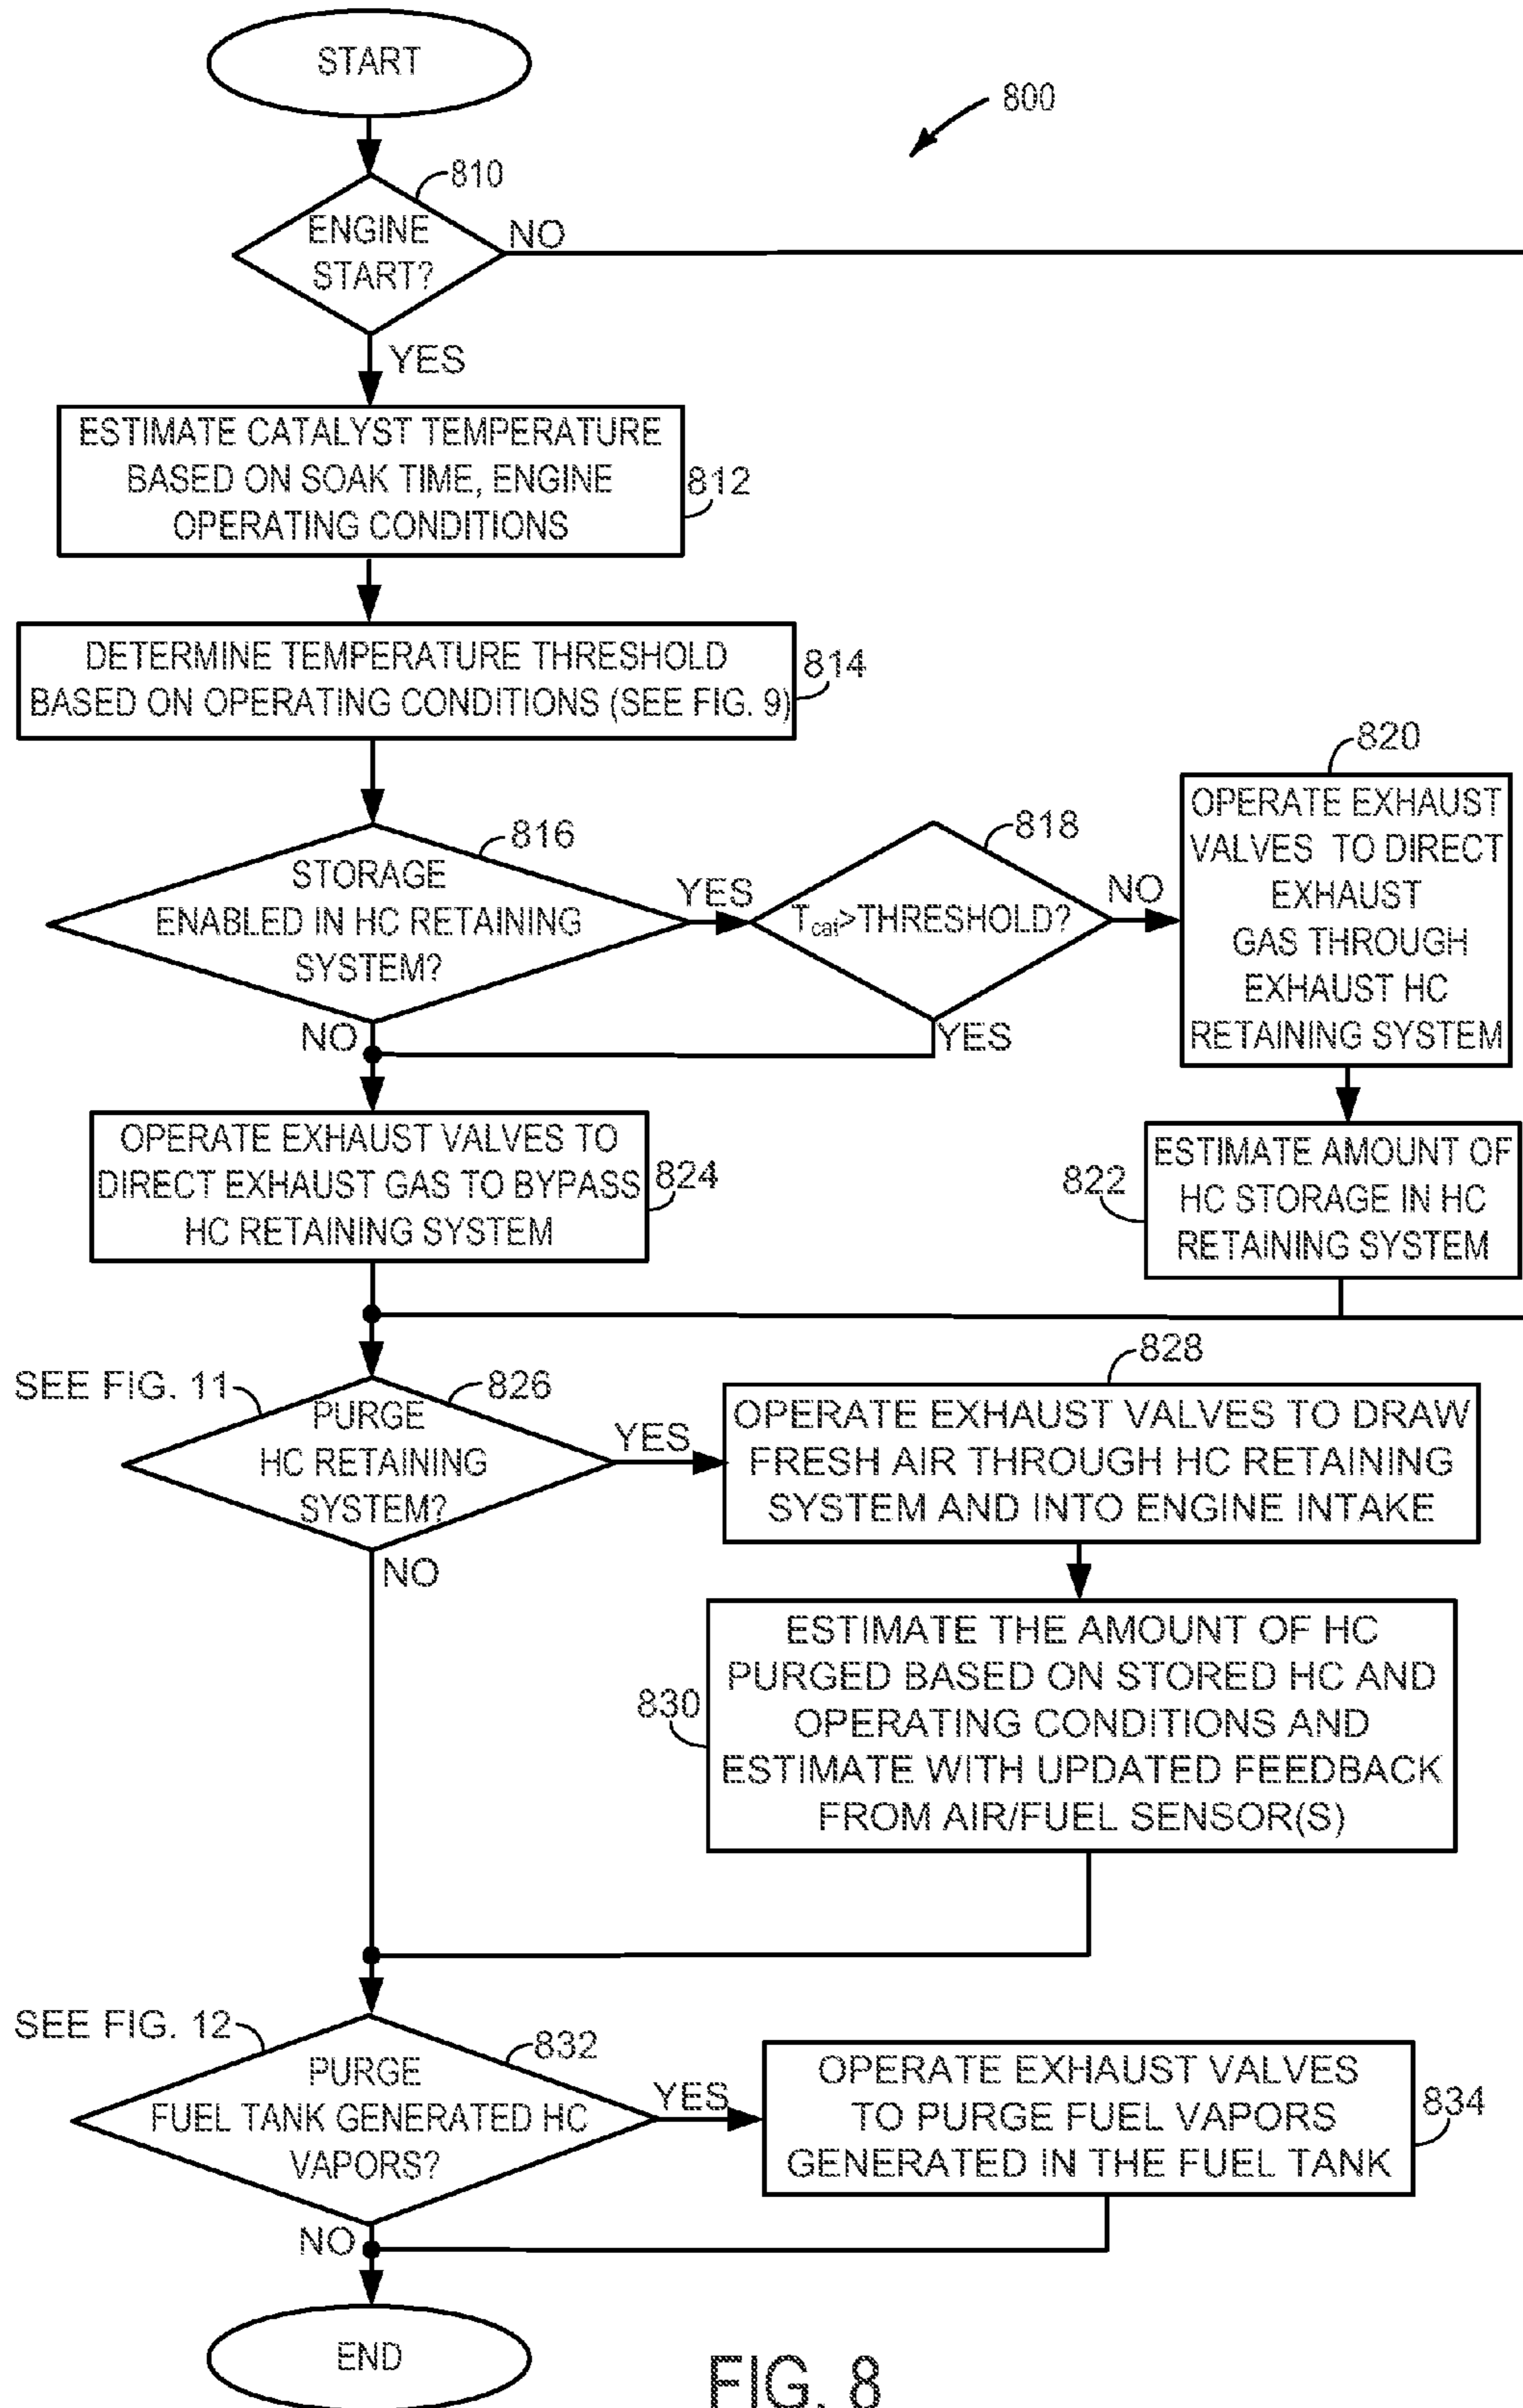 START
800
810
ENGINE
START?
NO
YES
ESTIMATE CATALYST TEMPERATURE
BASED ON SOAK TIME, ENGINE
OPERATING CONDITIONS
812
DETERMINE TEMPERATURE THRESHOLD
BASED ON OPERATING CONDITIONS (SEE FIG. 9)
814
816
STORAGE
ENABLED IN HC RETAINING
SYSTEM?
YES
NO
818
Tcat>THRESHOLD?
NO
YES
820
OPERATE EXHAUST
VALVES TO DIRECT
EXHAUST
GAS THROUGH
EXHAUST HC
RETAINING SYSTEM
822
ESTIMATE AMOUNT OF
HC STORAGE IN HC
RETAINING SYSTEM
OPERATE EXHAUST VALVES TO
DIRECT EXHAUST GAS TO BYPASS
HC RETAINING SYSTEM
824
SEE FIG. 11
826
PURGE
HC RETAINING
SYSTEM?
YES
NO
828
OPERATE EXHAUST VALVES TO DRAW
FRESH AIR THROUGH HC RETAINING
SYSTEM AND INTO ENGINE INTAKE
830
ESTIMATE THE AMOUNT OF HC
PURGED BASED ON STORED HC AND
OPERATING CONDITIONS AND
ESTIMATE WITH UPDATED FEEDBACK
FROM AIR/FUEL SENSOR(S)
SEE FIG. 12
832
PURGE
FUEL TANK GENERATED HC
VAPORS?
YES
NO
OPERATE EXHAUST VALVES
TO PURGE FUEL VAPORS
GENERATED IN THE FUEL TANK
834
END
FIG. 8